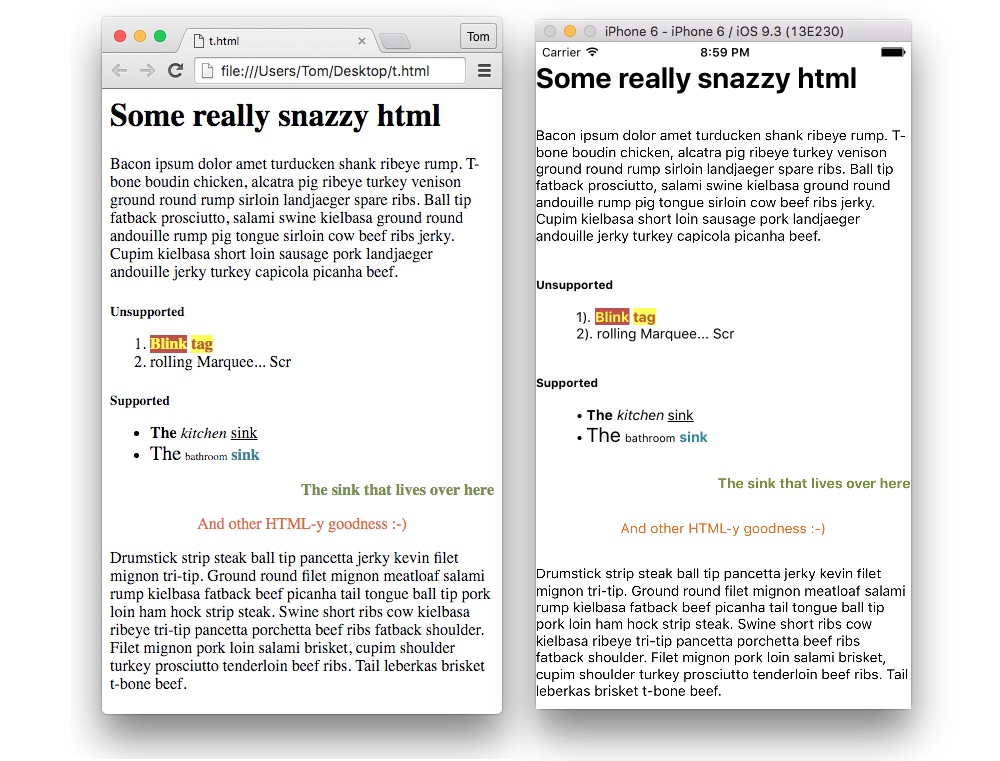 t.html
Tom
file:///Users/Tom/Desktop/t.html
Some really snazzy html
Bacon ipsum dolor amet turducken shank ribeye rump. T-
bone boudin chicken, alcatra pig ribeye turkey venison
ground round rump sirloin landjaeger spare ribs. Ball tip
fatback prosciutto, salami swine kielbasa ground round
andouille rump pig tongue sirloin cow beef ribs jerky.
Cupim kielbasa short loin sausage pork landjaeger
andouille jerky turkey capicola picanha beef.
Unsupported
1. Blink tag
2. rolling Marquee... Scr
Supported
• The kitchen sink
• The bathroom sink
The sink that lives over here
And other HTML-y goodness :-)
Drumstick strip steak ball tip pancetta jerky kevin filet
mignon tri-tip. Ground round filet mignon meatloaf salami
rump kielbasa fatback beef picanha tail tongue ball tip pork
loin ham hock strip steak. Swine short ribs cow kielbasa
ribeye tri-tip pancetta porchetta beef ribs fatback shoulder.
Filet mignon pork loin salami brisket, cupim shoulder
turkey prosciutto tenderloin beef ribs. Tail leberkas brisket
t-bone beef.
iPhone 6 - iPhone 6 / iOS 9.3 (13E230)
Carrier 8:59 PM
Some really snazzy html
Bacon ipsum dolor amet turducken shank ribeye rump. T-
bone boudin chicken, alcatra pig ribeye turkey venison
ground round rump sirloin landjaeger spare ribs. Ball tip
fatback prosciutto, salami swine kielbasa ground round
andouille rump pig tongue sirloin cow beef ribs jerky.
Cupim kielbasa short loin sausage pork landjaeger
andouille jerky turkey capicola picanha beef.
Unsupported
1). Blink tag
2). rolling Marquee... Scr
Supported
• The kitchen sink
• The bathroom sink
The sink that lives over here
And other HTML-y goodness :-)
Drumstick strip steak ball tip pancetta jerky kevin filet
mignon tri-tip. Ground round filet mignon meatloaf salami
rump kielbasa fatback beef picanha tail tongue ball tip
pork loin ham hock strip steak. Swine short ribs cow
kielbasa ribeye tri-tip pancetta porchetta beef ribs
fatback shoulder. Filet mignon pork loin salami brisket,
cupim shoulder turkey prosciutto tenderloin beef ribs. Tail
leberkas brisket t-bone beef.